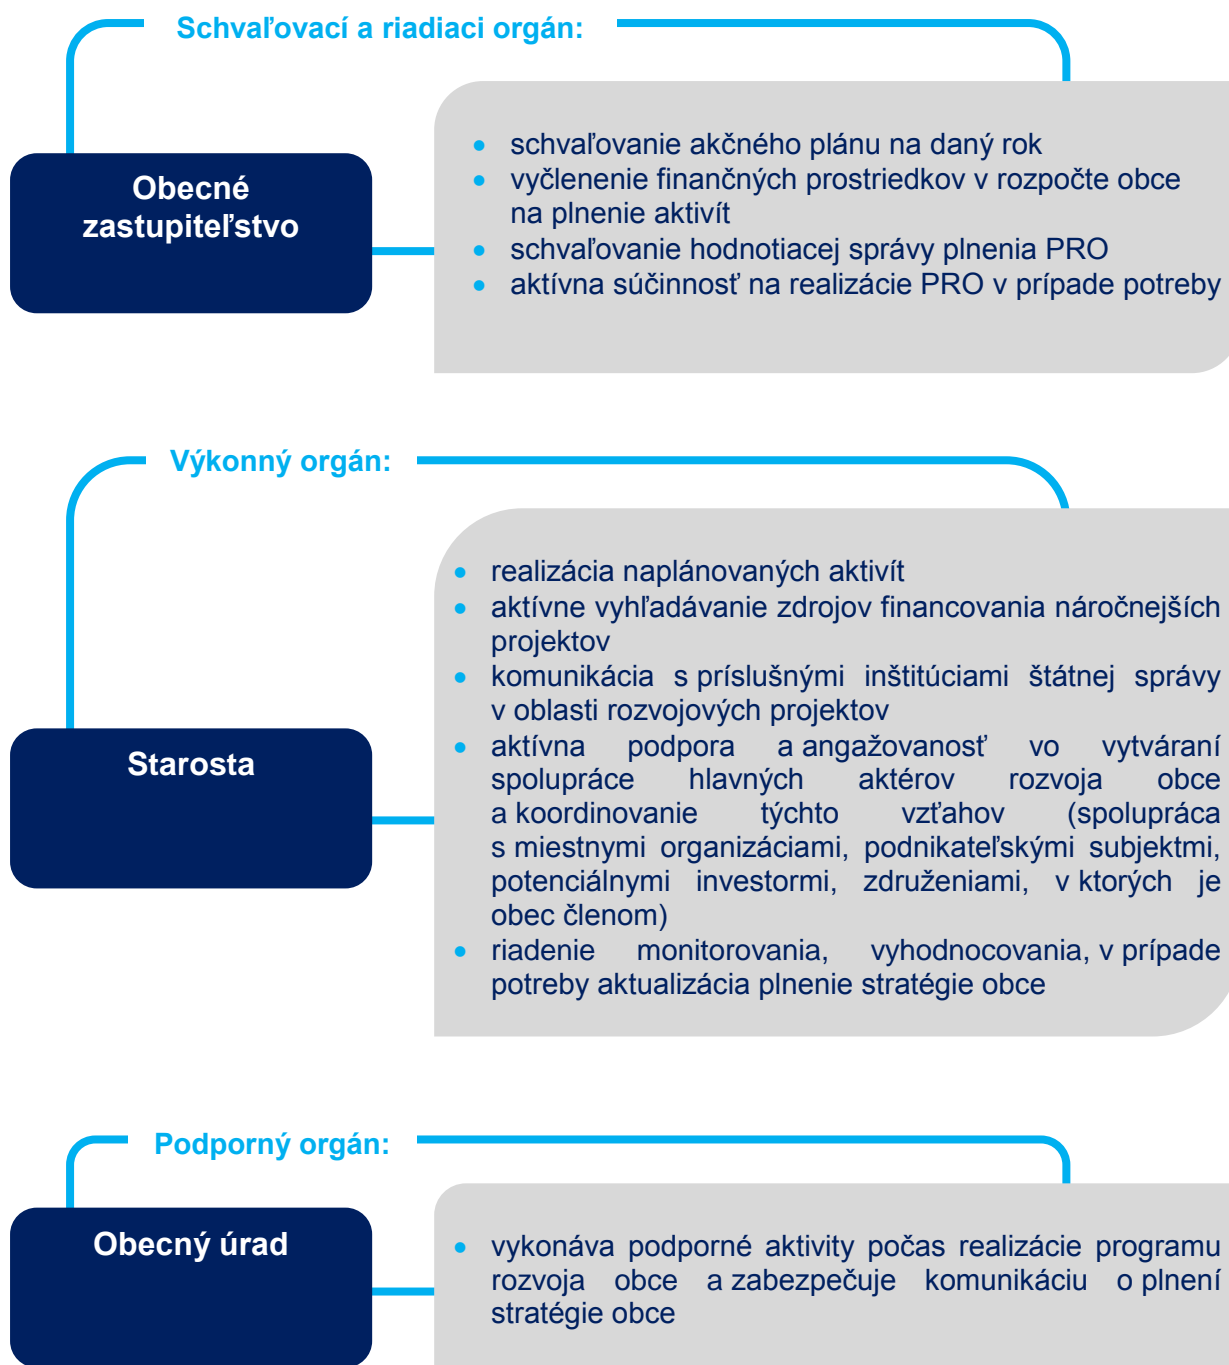 Schvaľovací a riadiaci orgán:
Obecné
zastupiteľstvo
• schvaľovanie akčného plánu na daný rok
• vyčlenenie finančných prostriedkov v rozpočte obce
na plnenie aktivít
• schvaľovanie hodnotiacej správy plnenia PRO
• aktívna súčinnosť na realizácie PRO v prípade potreby
Výkonný orgán:
Starosta
• realizácia naplánovaných aktivít
• aktívne vyhľadávanie zdrojov financovania náročnejších
projektov
• komunikácia s príslušnými inštitúciami štátnej správy
v oblasti rozvojových projektov
• aktívna podpora a angažovanosť vo vytváraní
spolupráce hlavných aktérov rozvoja obce
a koordinovanie týchto vzťahov (spolupráca
s miestnymi organizáciami, podnikateľskými subjektmi,
potenciálnymi investormi, združeniami, v ktorých je
obec členom)
• riadenie monitorovania, vyhodnocovania, v prípade
potreby aktualizácia plnenie stratégie obce
Podporný orgán:
Obecný úrad
• vykonáva podporné aktivity počas realizácie programu
rozvoja obce a zabezpečuje komunikáciu o plnení
stratégie obce